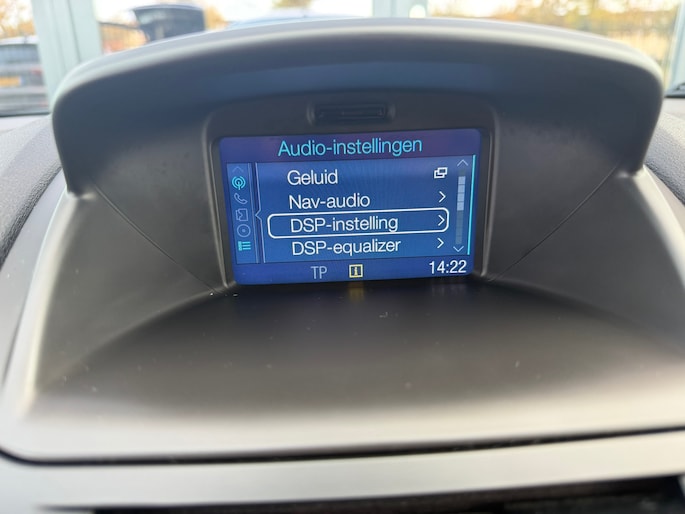 Audio-instellingen
Geluid
Nav-audio
DSP-instelling
DSP-equalizer
TP i 14:22